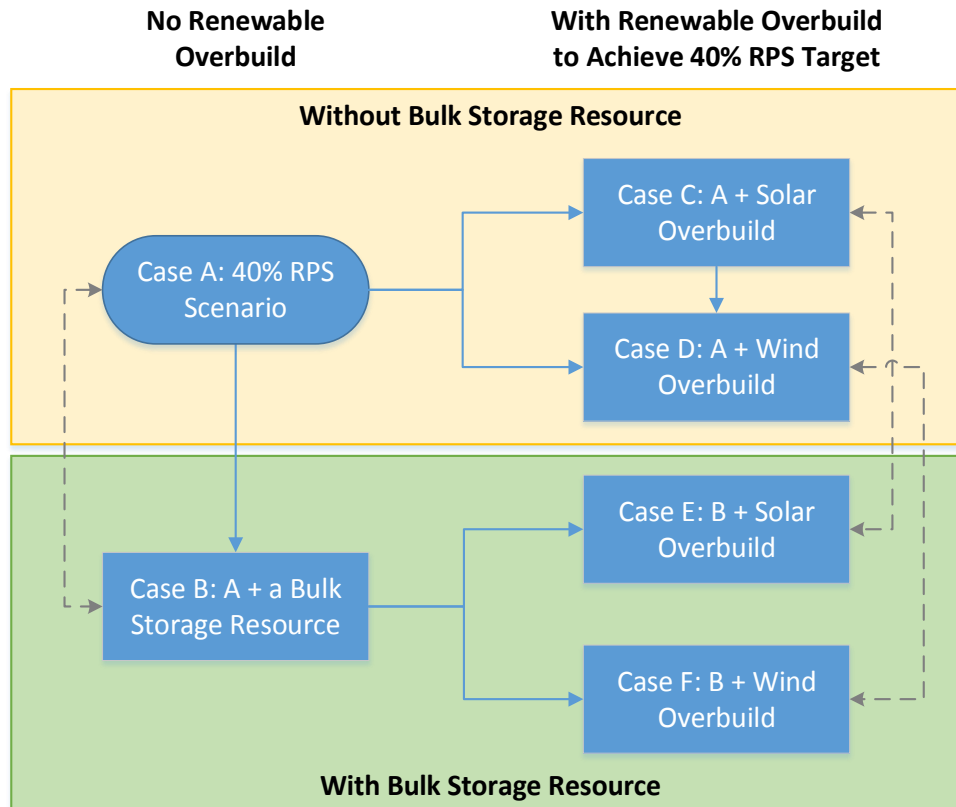 No Renewable
Overbuild
With Renewable Overbuild
to Achieve 40% RPS Target
Without Bulk Storage Resource
Case A: 40% RPS
Scenario
Case C: A + Solar
Overbuild
Case D: A + Wind
Overbuild
Case B: A + a Bulk
Storage Resource
Case E: B + Solar
Overbuild
Case F: B + Wind
Overbuild
With Bulk Storage Resource